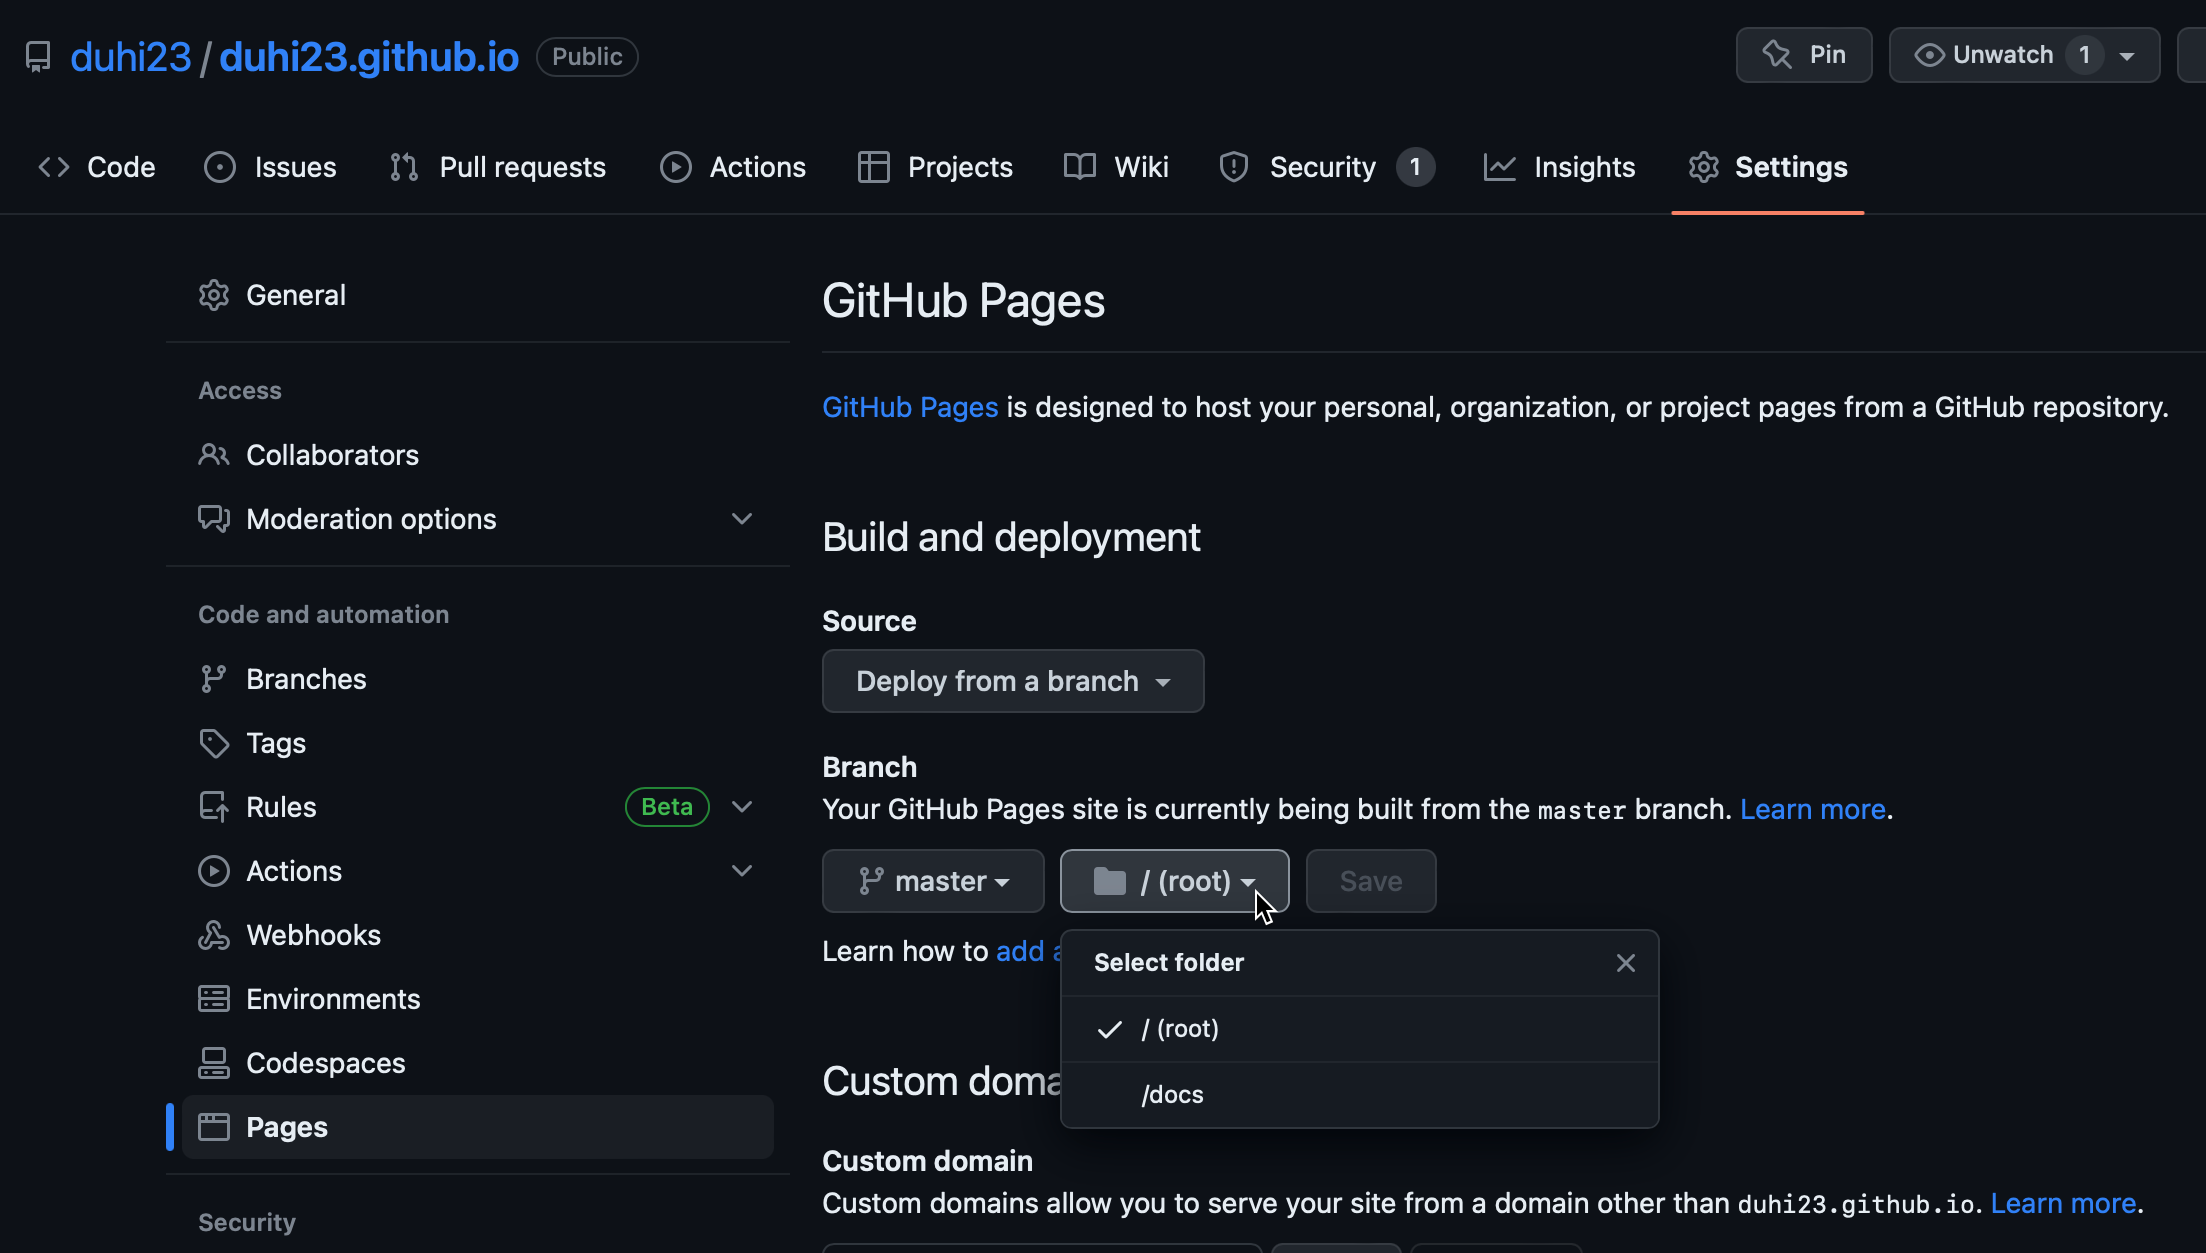 duhi23 / duhi23.github.io Public
Pin
Unwatch 1
Code
Issues
Pull requests
Actions
Projects
Wiki
Security 1
Insights
Settings
General
Access
Collaborators
Moderation options
Code and automation
Branches
Tags
Rules Beta
Actions
Webhooks
Environments
Codespaces
Pages
Security
GitHub Pages
GitHub Pages is designed to host your personal, organization, or project pages from a GitHub repository.
Build and deployment
Source
Deploy from a branch
Branch
Your GitHub Pages site is currently being built from the master branch. Learn more.
master
/ (root)
Save
Learn how to add
Select folder
/ (root)
/docs
Custom doma
Custom domain
Custom domains allow you to serve your site from a domain other than duhi23.github.io. Learn more.